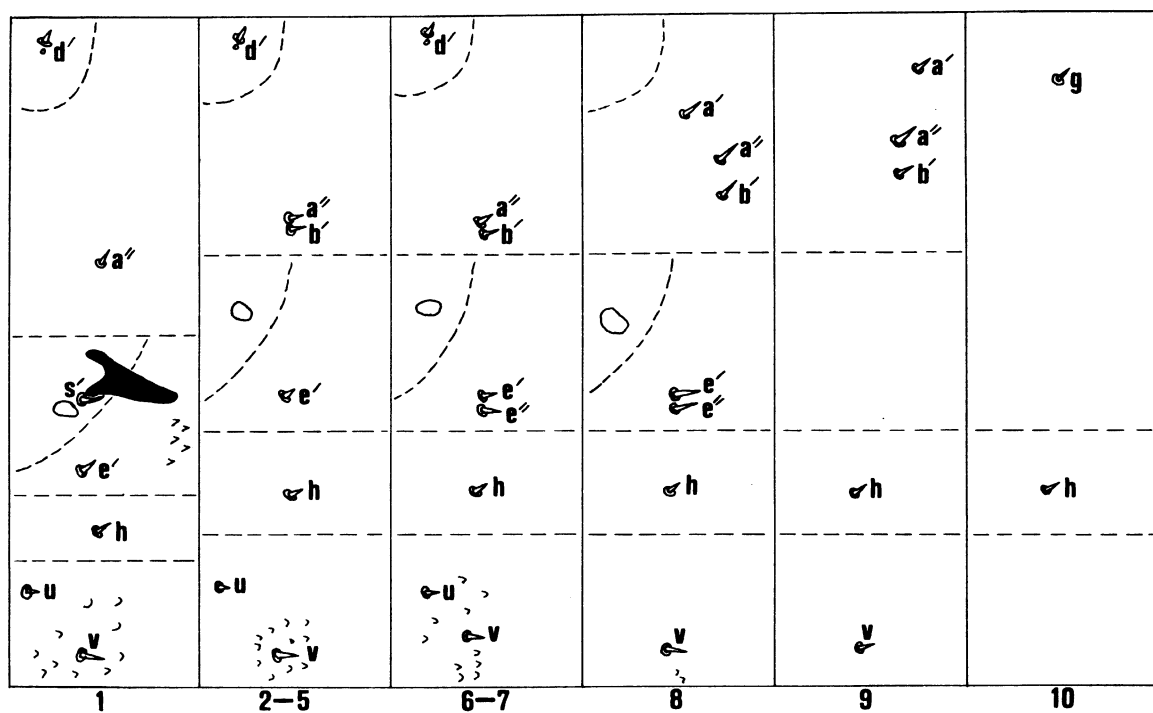 d′
a″
s′
e′
h
u
v
1
d′
a″
b′
e′
h
u
v
2–5
d′
a″
b′
e′
e″
h
u
v
6–7
a′
a″
b′
e′
e″
h
v
8
a′
a″
b′
h
v
9
g
h
10